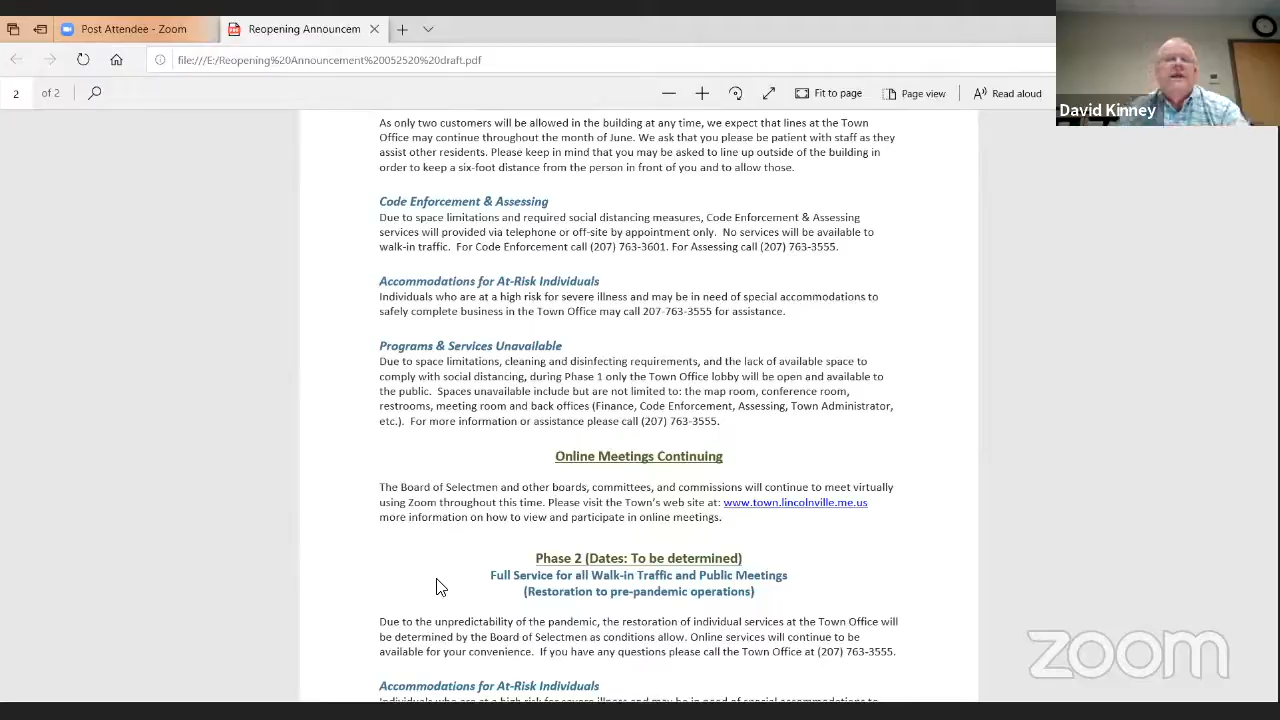 Post Attendee - Zoom
Reopening Announcem
file:///E:/Reopening%20Announcement%20052520%20draft.pdf
2 of 2
Fit to page
Page view
Read aloud
David Kinney
As only two customers will be allowed in the building at any time, we expect that lines at the Town
Office may continue throughout the month of June. We ask that you please be patient with staff as they
assist other residents. Please keep in mind that you may be asked to line up outside of the building in
order to keep a six-foot distance from the person in front of you and to allow those.
Code Enforcement & Assessing
Due to space limitations and required social distancing measures, Code Enforcement & Assessing
services will provided via telephone or off-site by appointment only. No services will be available to
walk-in traffic. For Code Enforcement call (207) 763-3601. For Assessing call (207) 763-3555.
Accommodations for At-Risk Individuals
Individuals who are at a high risk for severe illness and may be in need of special accommodations to
safely complete business in the Town Office may call 207-763-3555 for assistance.
Programs & Services Unavailable
Due to space limitations, cleaning and disinfecting requirements, and the lack of available space to
comply with social distancing, during Phase 1 only the Town Office lobby will be open and available to
the public. Spaces unavailable include but are not limited to: the map room, conference room,
restrooms, meeting room and back offices (Finance, Code Enforcement, Assessing, Town Administrator,
etc.). For more information or assistance please call (207) 763-3555.
Online Meetings Continuing
The Board of Selectmen and other boards, committees, and commissions will continue to meet virtually
using Zoom throughout this time. Please visit the Town's web site at: www.town.lincolnville.me.us
more information on how to view and participate in online meetings.
Phase 2 (Dates: To be determined)
Full Service for all Walk-in Traffic and Public Meetings
(Restoration to pre-pandemic operations)
Due to the unpredictability of the pandemic, the restoration of individual services at the Town Office will
be determined by the Board of Selectmen as conditions allow. Online services will continue to be
available for your convenience. If you have any questions please call the Town Office at (207) 763-3555.
Accommodations for At-Risk Individuals
Individuals who are at a high risk for severe illness and may be in need of special accommodations to
zoom